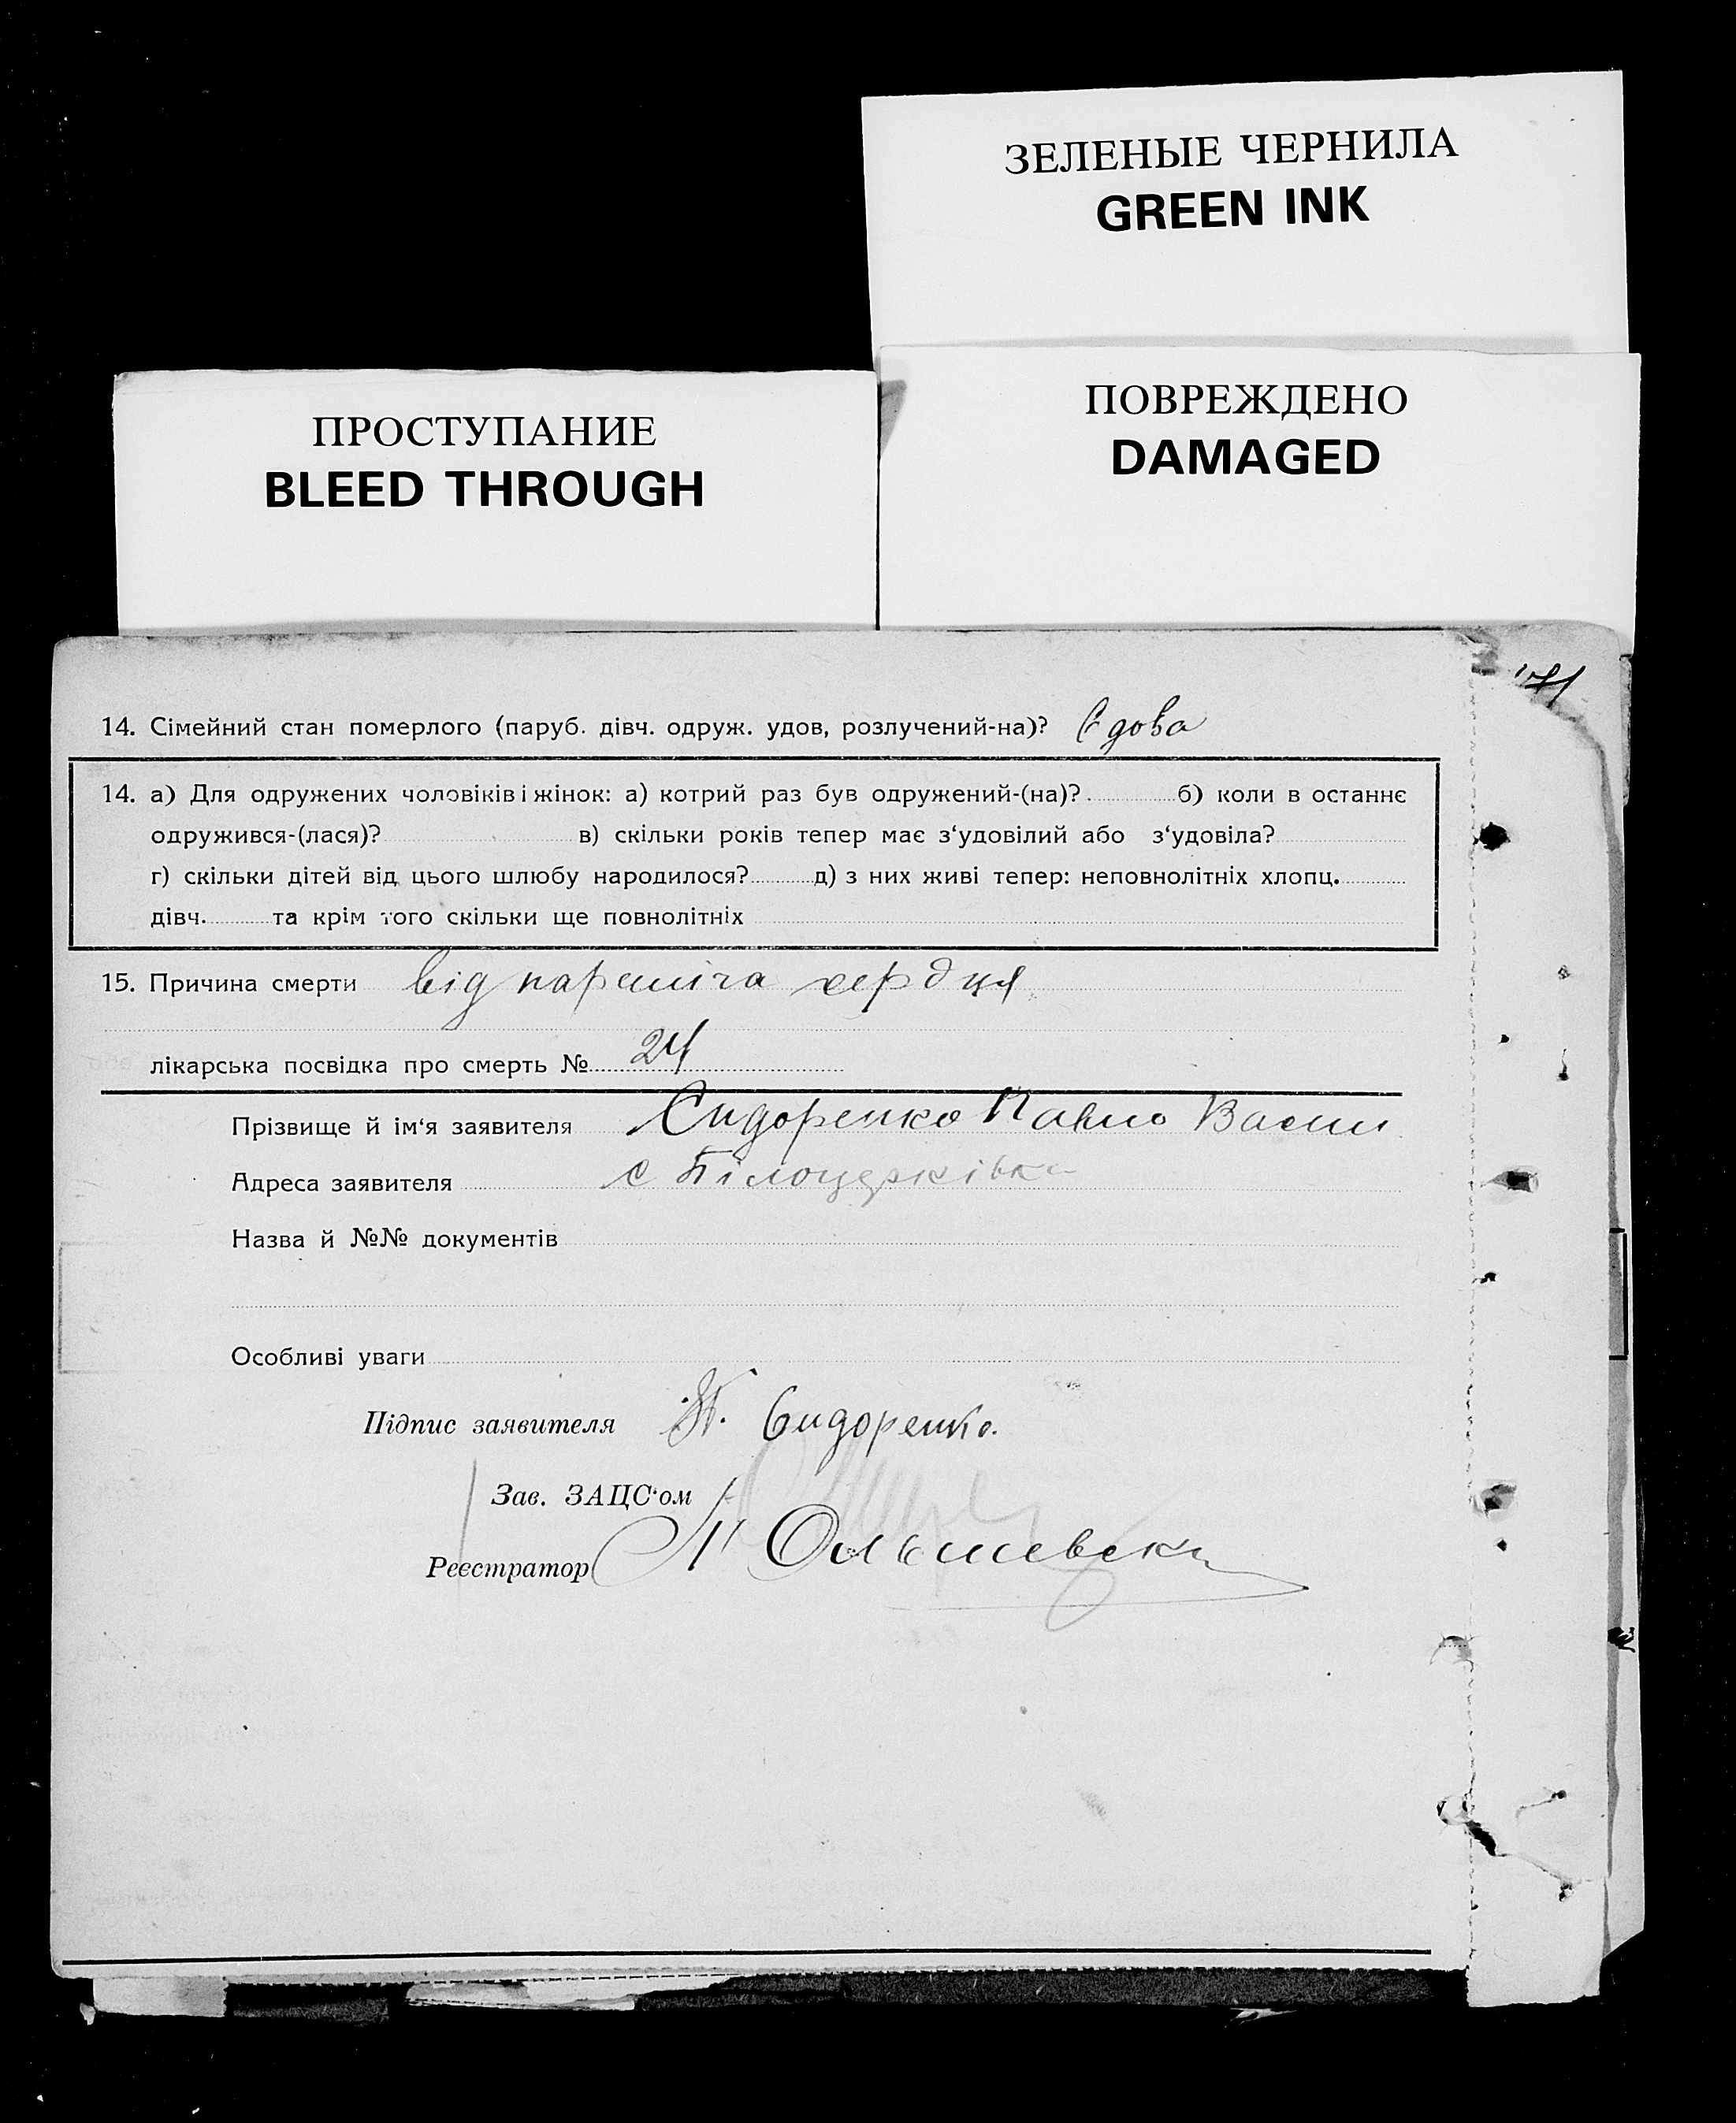 ЗЕЛЕНЫЕ ЧЕРНИЛА
GREEN INK
ПРОСТУПАНИЕ
BLEED THROUGH
ПОВРЕЖДЕНО
DAMAGED
14. Сімейний стан померлого (паруб. дівч. одруж. удов, розлучений-на)? Вдова
14. а) Для одружених чоловіків і жінок: а) котрий раз був одружений-(на)? б) коли в останнє
одружився-(лася)? в) скільки років тепер має з‘удовілий або з‘удовіла?
г) скільки дітей від цього шлюбу народилося? д) з них живі тепер: неповнолітніх хлопц.
дівч. та крім того скільки ще повнолітніх
15. Причина смерти від параліча сердця
лікарська посвідка про смерть № 24
Прізвище й ім‘я заявителя Сидоренко Павло Васил
Адреса заявителя с Білоцерківка
Назва й №№ документів
Особливі уваги
Підпис заявителя П. Сидоренко.
Зав. ЗАЦС‘ом
Реєстратор Ольшевск